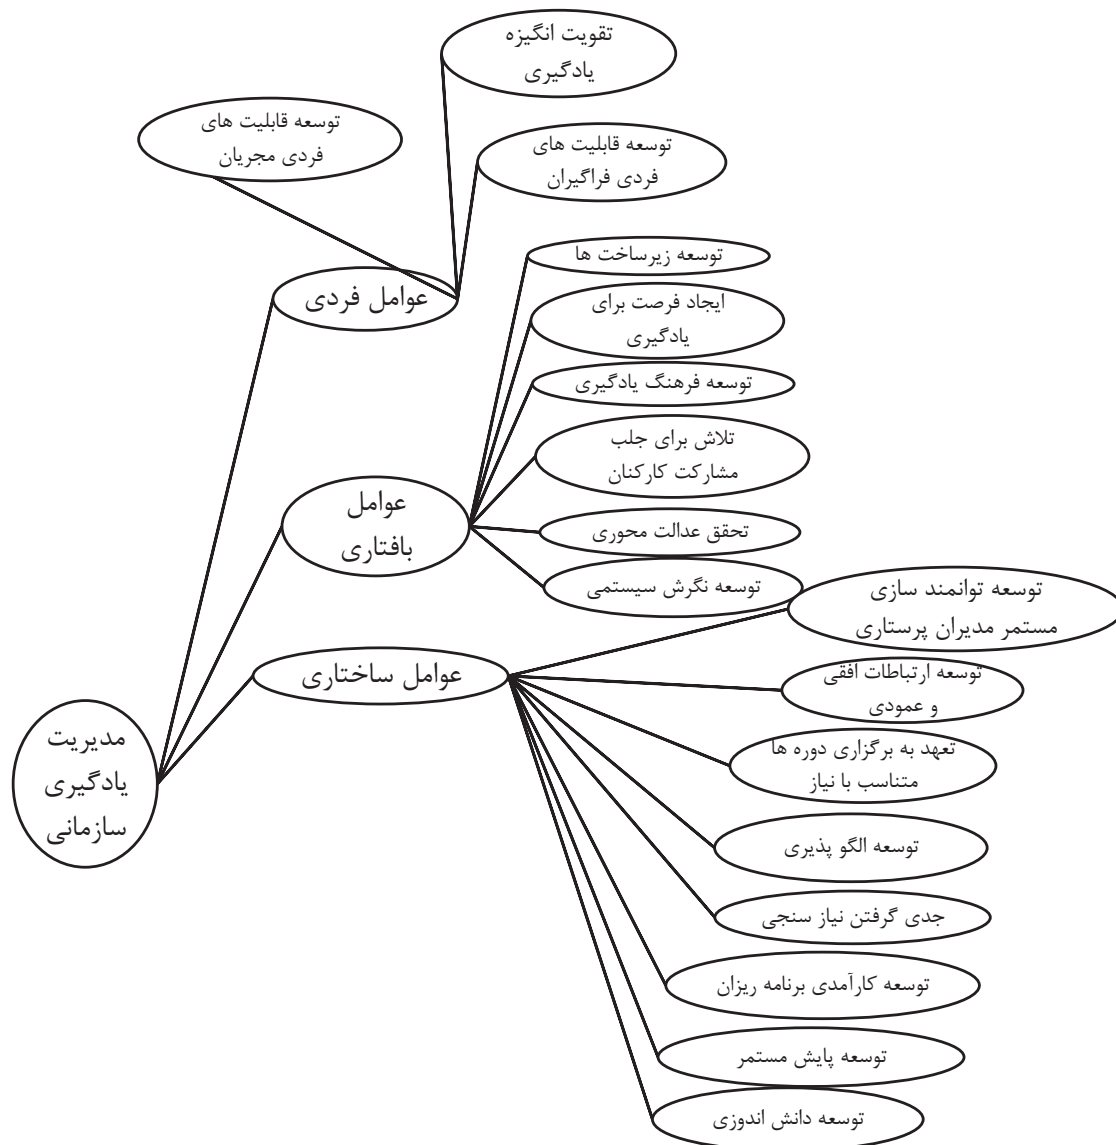 تقویت انگیزه
یادگیری
توسعه قابلیت های
فردی مجریان
توسعه قابلیت های
فردی فراگیران
عوامل فردی
توسعه زیرساخت ها
ایجاد فرصت برای
یادگیری
توسعه فرهنگ یادگیری
تلاش برای جلب
مشارکت کارکنان
عوامل
بافتاری
تحقق عدالت محوری
توسعه نگرش سیستمی
توسعه توانمند سازی
مستمر مدیران پرستاری
عوامل ساختاری
توسعه ارتباطات افقی
و عمودی
مدیریت
یادگیری
سازمانی
تعهد به برگزاری دوره ها
متناسب با نیاز
توسعه الگو پذیری
جدی گرفتن نیاز سنجی
توسعه کارآمدی برنامه ریزان
توسعه پایش مستمر
توسعه دانش اندوزی